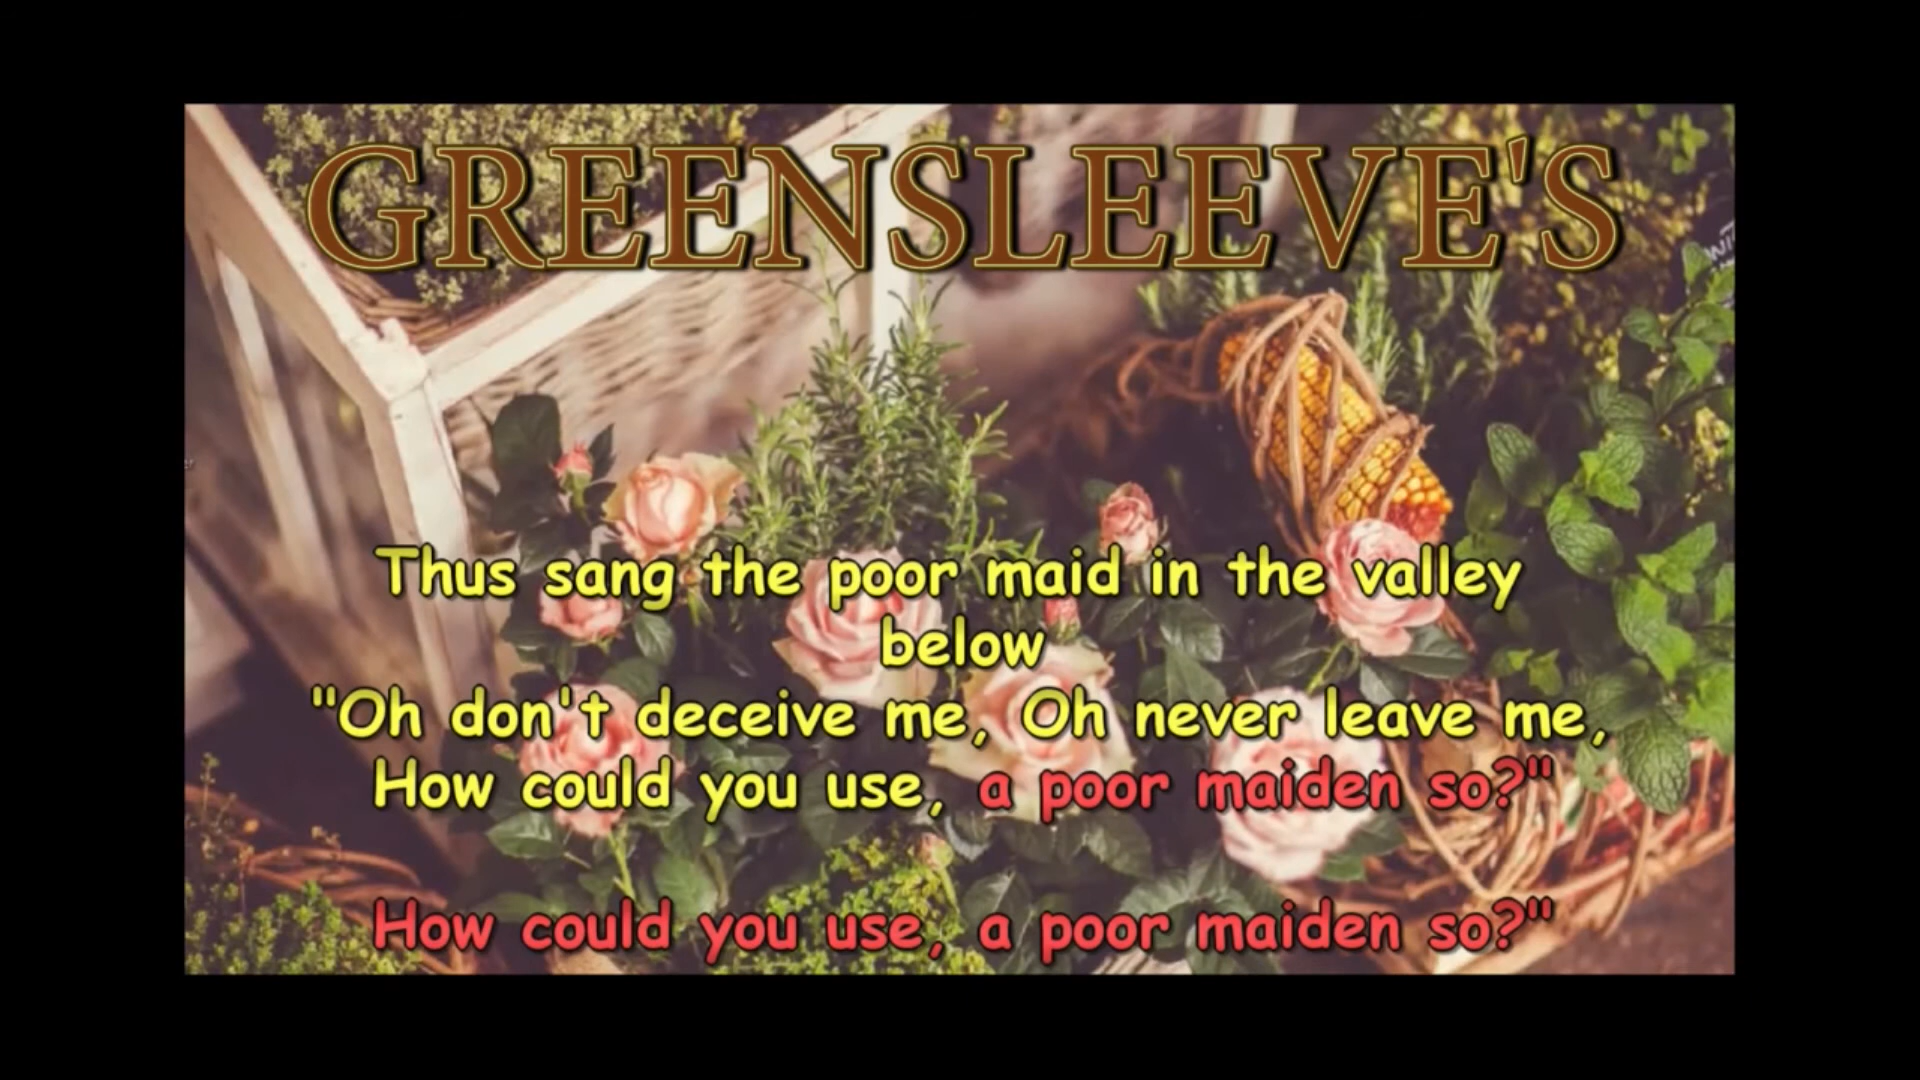 GREENSLEEVE'S
Thus sang the poor maid in the valley
below
"Oh don't deceive me, Oh never leave me,
How could you use, a poor maiden so?"
How could you use, a poor maiden so?"